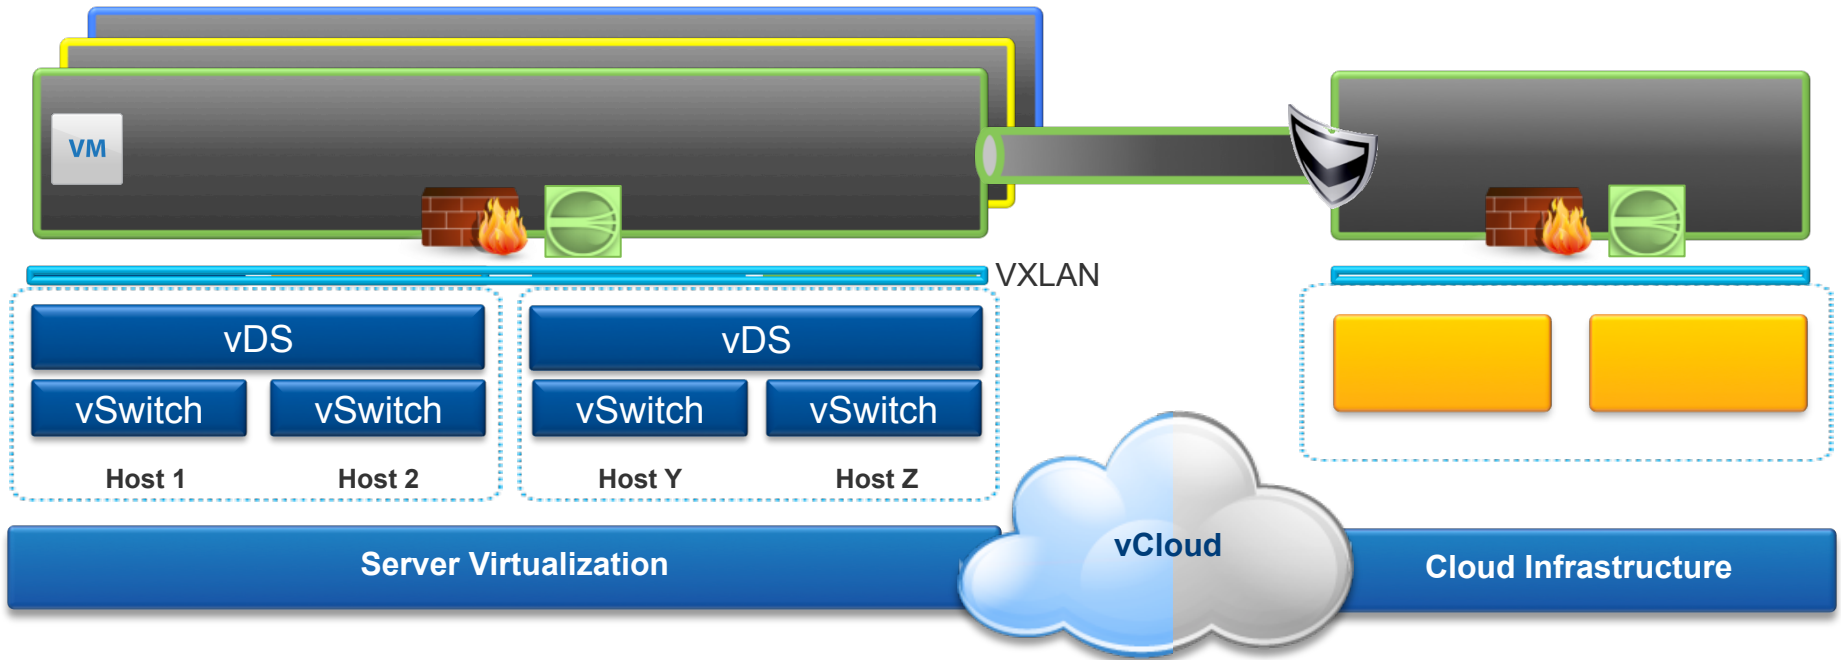 VM
VXLAN
vDS
vDS
vSwitch
vSwitch
vSwitch
vSwitch
Host 1
Host 2
Host Y
Host Z
Server Virtualization
vCloud
Cloud Infrastructure